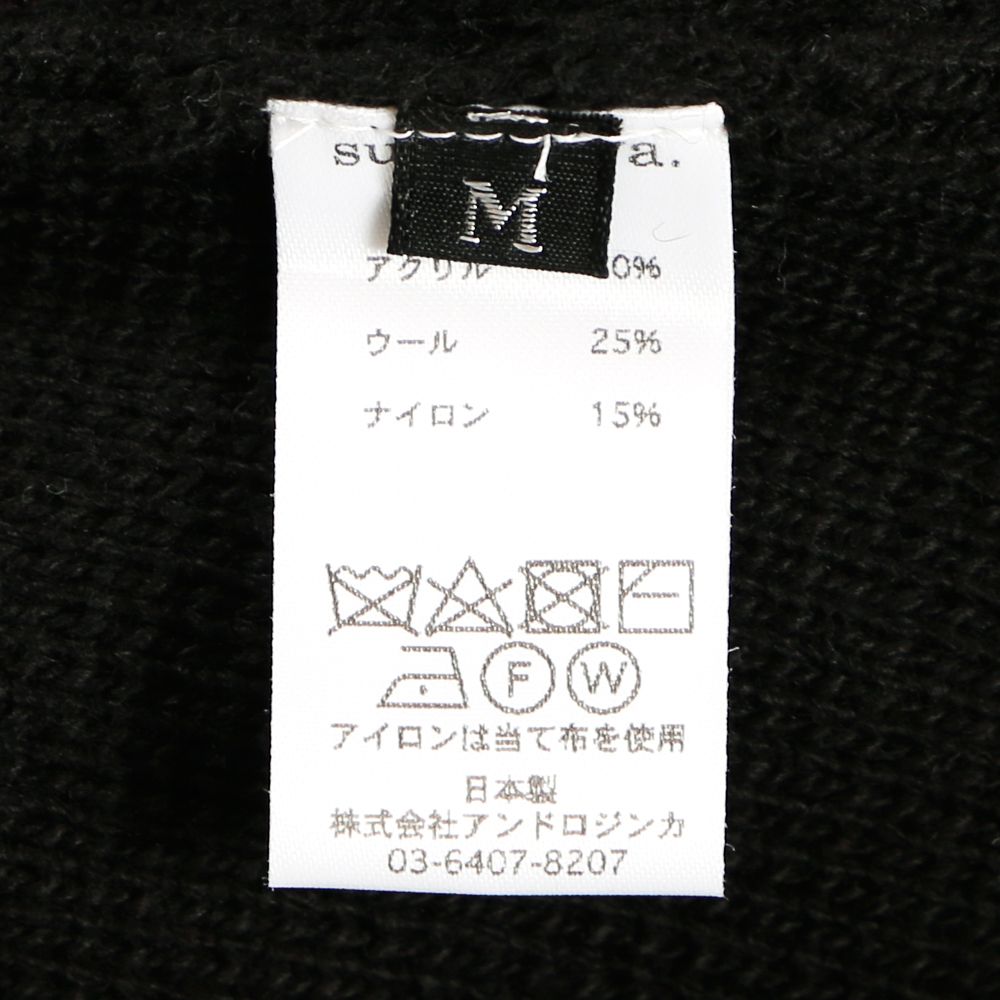 M
アクリル 0%
ウール 25%
ナイロン 15%
F W
アイロンは当て布を使用
日本製
株式会社アンドロジンカ
03-6407-8207